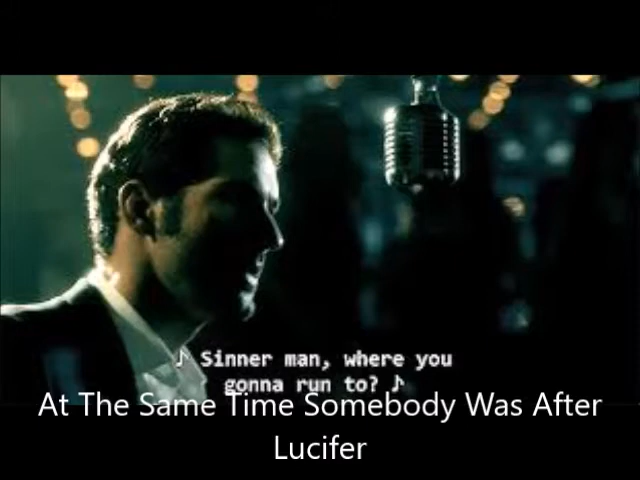 ♪ Sinner man, where you
gonna run to? ♪
At The Same Time Somebody Was After
Lucifer